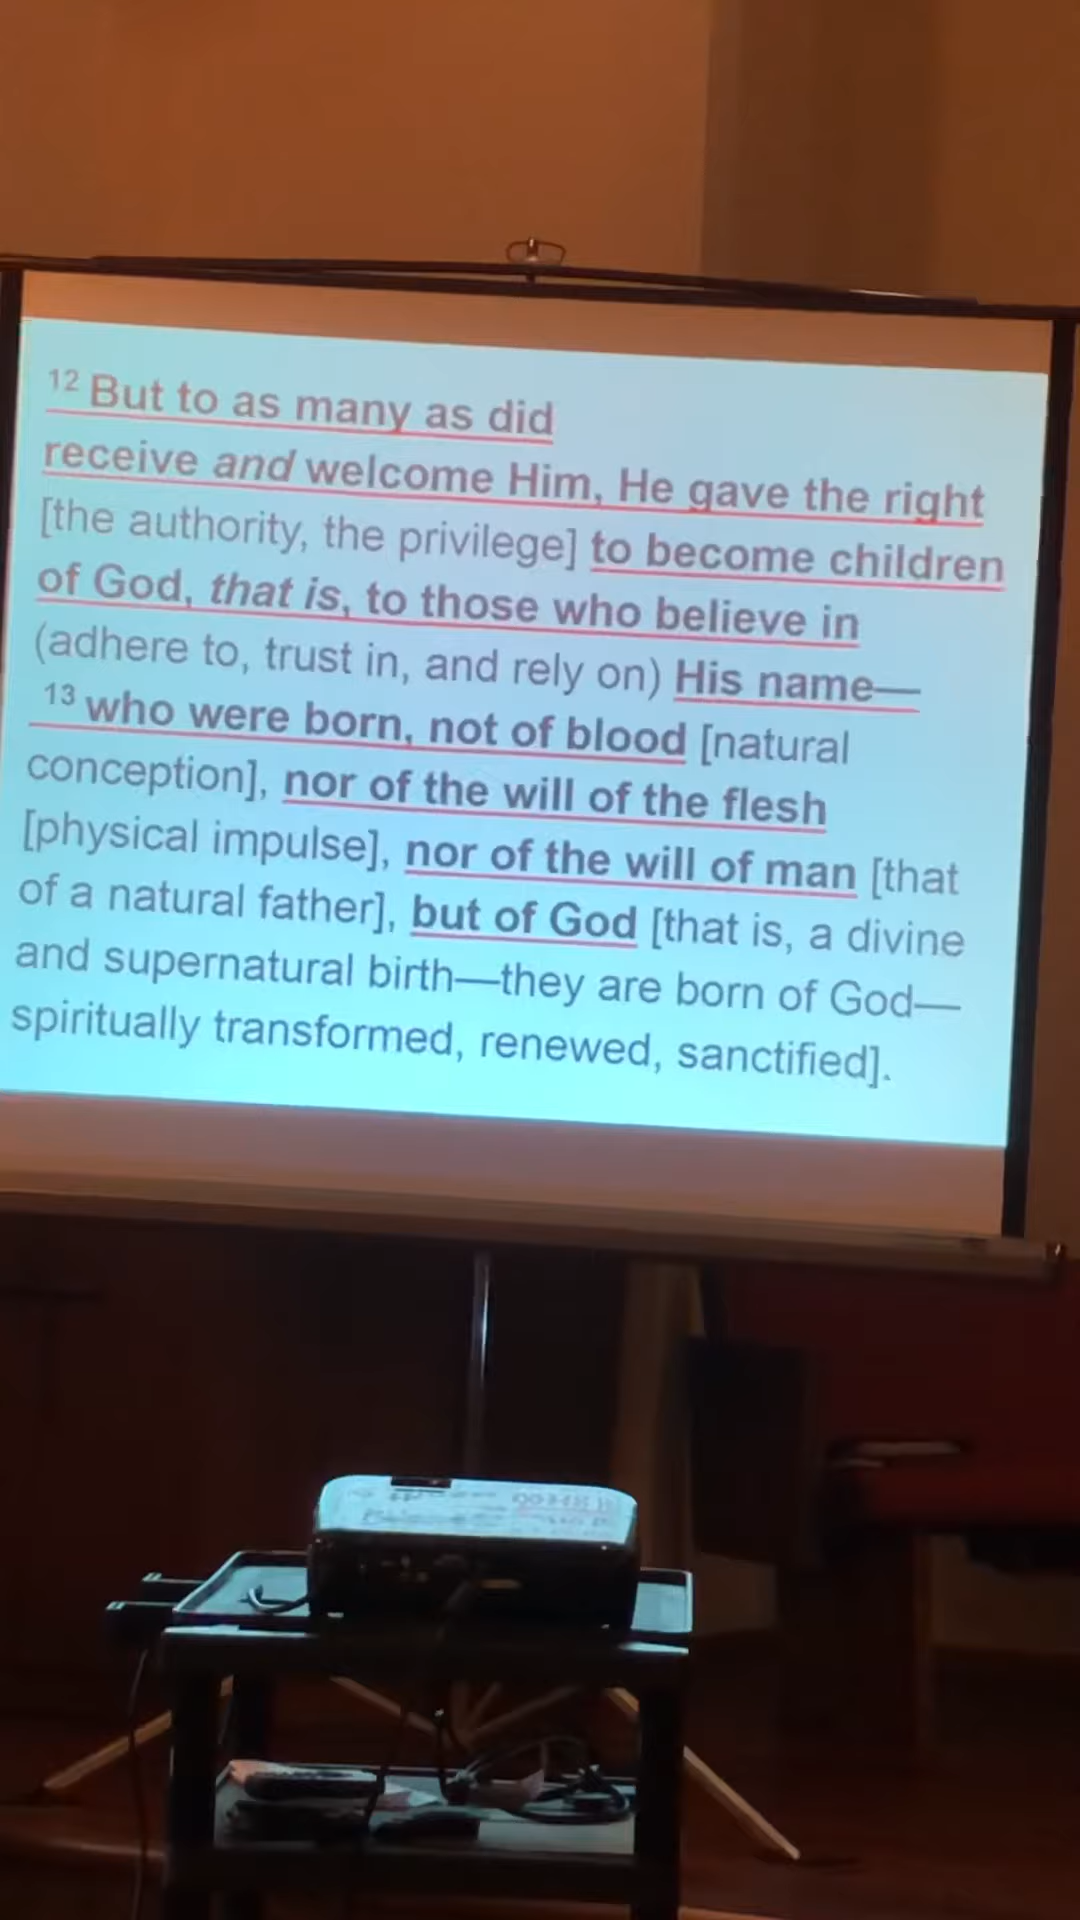 12 But to as many as did
receive and welcome Him, He gave the right
[the authority, the privilege] to become children
of God, that is, to those who believe in
(adhere to, trust in, and rely on) His name—
13 who were born, not of blood [natural
conception], nor of the will of the flesh
[physical impulse], nor of the will of man [that
of a natural father], but of God [that is, a divine
and supernatural birth—they are born of God—
spiritually transformed, renewed, sanctified].